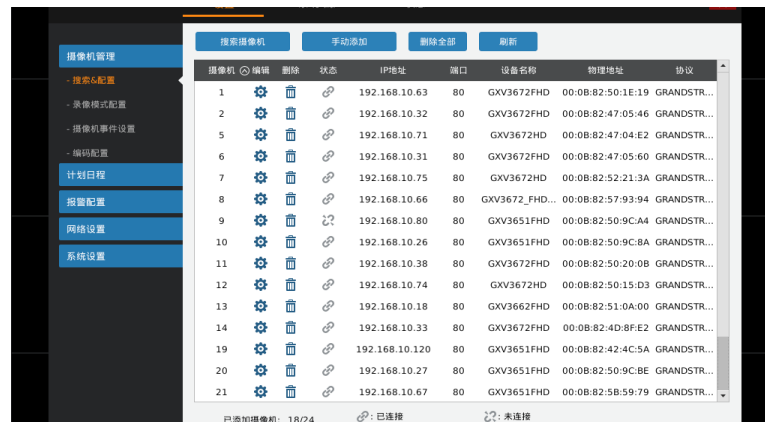 搜索摄像机 手动添加 删除全部 刷新
摄像机管理
- 搜索&配置
- 录像模式配置
- 摄像机事件设置
- 编码配置
计划日程
报警配置
网络设置
系统设置
摄像机 编辑 删除 状态 IP地址 端口 设备名称 物理地址 协议
1 192.168.10.63 80 GXV3672FHD 00:0B:82:50:1E:19 GRANDSTR...
2 192.168.10.32 80 GXV3672FHD 00:0B:82:47:05:46 GRANDSTR...
5 192.168.10.71 80 GXV3672HD 00:0B:82:47:04:E2 GRANDSTR...
6 192.168.10.31 80 GXV3672FHD 00:0B:82:47:05:60 GRANDSTR...
7 192.168.10.75 80 GXV3672HD 00:0B:82:52:21:3A GRANDSTR...
8 192.168.10.66 80 GXV3672_FHD... 00:0B:82:57:93:94 GRANDSTR...
9 192.168.10.80 80 GXV3651FHD 00:0B:82:50:9C:A4 GRANDSTR...
10 192.168.10.26 80 GXV3651FHD 00:0B:82:50:9C:8A GRANDSTR...
11 192.168.10.38 80 GXV3672FHD 00:0B:82:50:20:0B GRANDSTR...
12 192.168.10.74 80 GXV3672HD 00:0B:82:50:15:D3 GRANDSTR...
13 192.168.10.18 80 GXV3662FHD 00:0B:82:51:0A:00 GRANDSTR...
14 192.168.10.33 80 GXV3672FHD 00:0B:82:4D:8F:E2 GRANDSTR...
19 192.168.10.120 80 GXV3651FHD 00:0B:82:42:4C:5A GRANDSTR...
20 192.168.10.27 80 GXV3651FHD 00:0B:82:50:9C:BE GRANDSTR...
21 192.168.10.67 80 GXV3651FHD 00:0B:82:5B:59:79 GRANDSTR...
已添加摄像机: 18/24 : 已连接 : 未连接